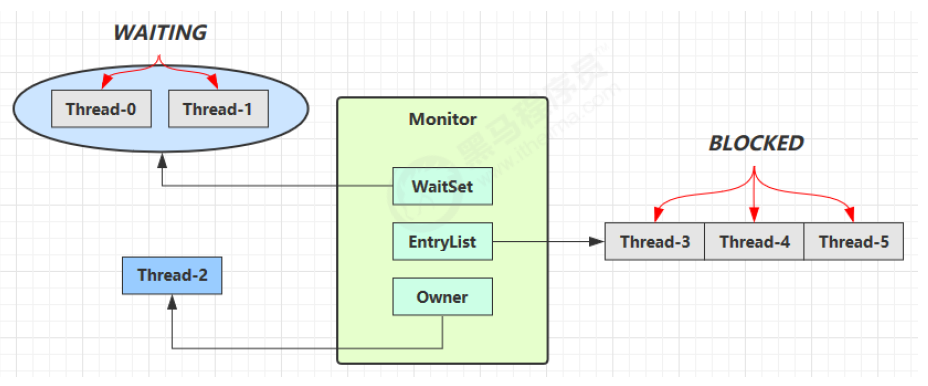 WAITING
Thread-0
Thread-1
Monitor
黑马程序员
www.itheima.com
BLOCKED
WaitSet
EntryList
Thread-3
Thread-4
Thread-5
Thread-2
Owner